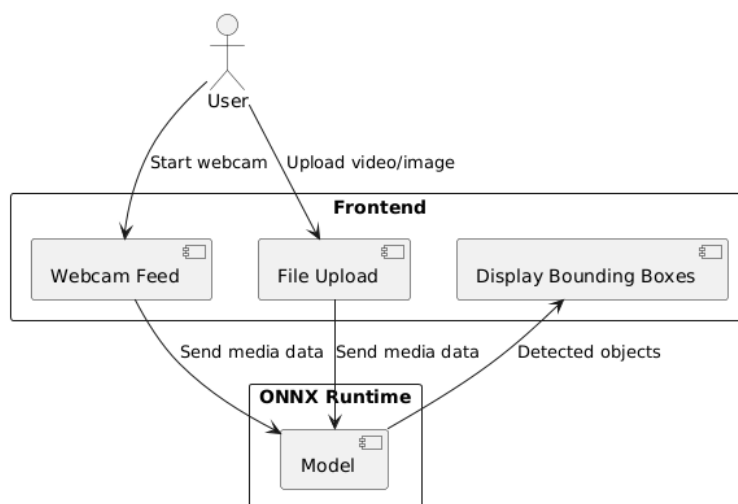 User
Start webcam
Upload video/image
Frontend
Webcam Feed
File Upload
Display Bounding Boxes
Send media data
Send media data
Detected objects
ONNX Runtime
Model